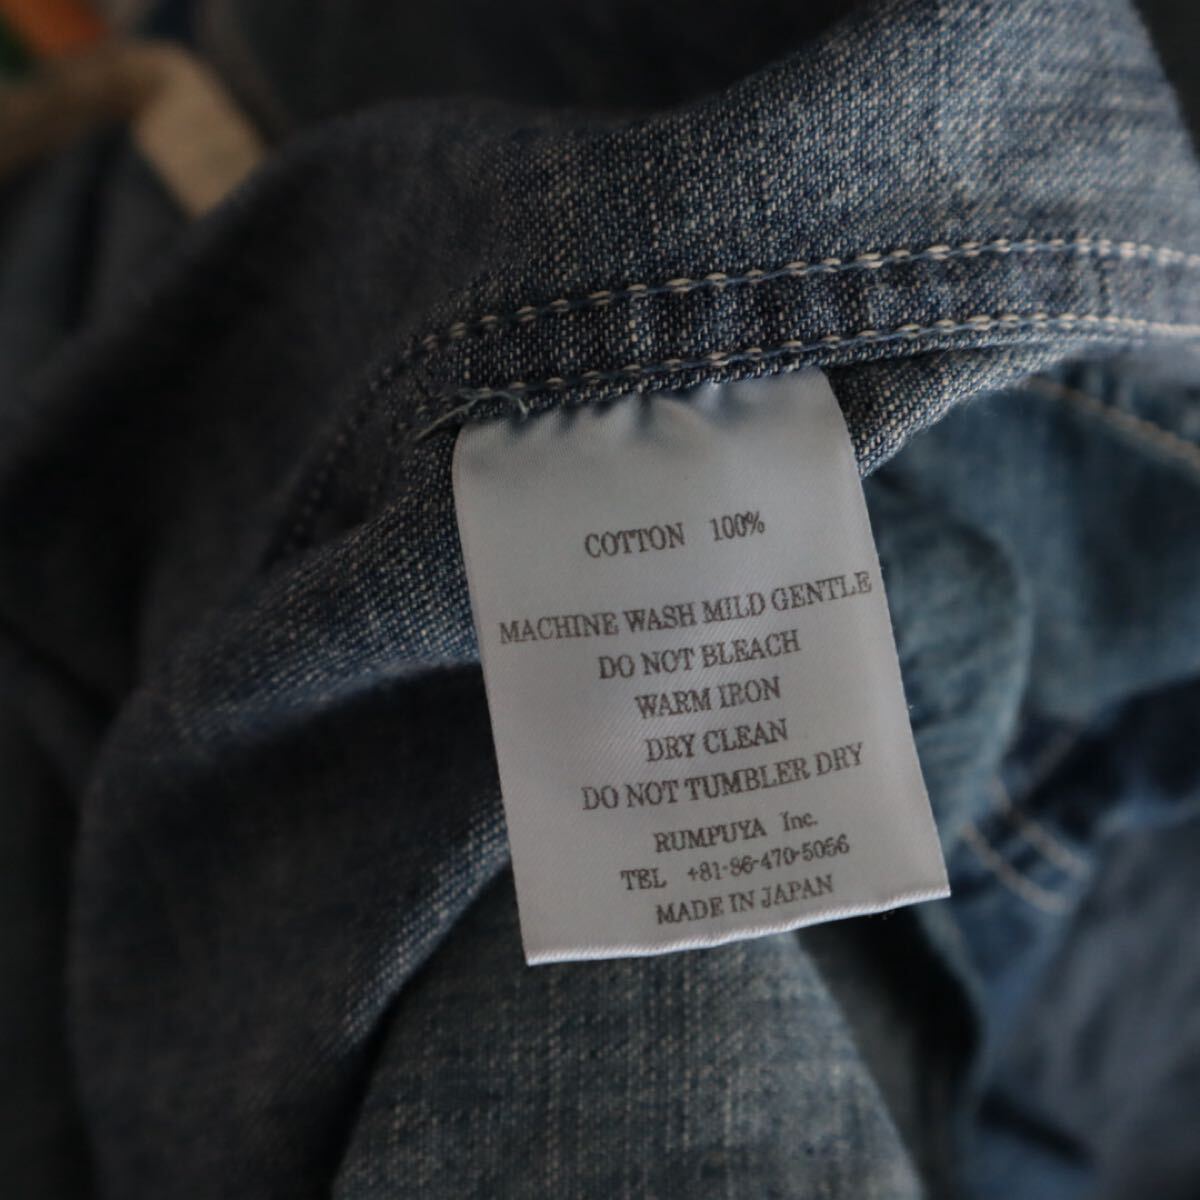 COTTON 100%
MACHINE WASH MILD GENTLE
DO NOT BLEACH
WARM IRON
DRY CLEAN
DO NOT TUMBLER DRY
RUMPUYA Inc.
TEL +81-86-470-5056
MADE IN JAPAN